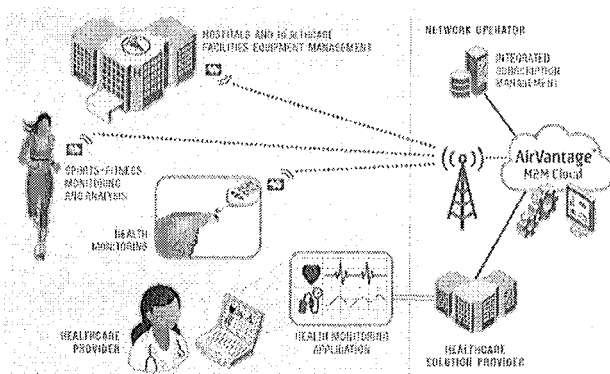 HOSPITALS AND HEALTHCARE
FACILITIES EQUIPMENT MANAGEMENT
NETWORK OPERATOR
INTEGRATED
SUBSCRIPTION
MANAGEMENT
SPORTS-FITNESS
MONITORING
AND ANALYSIS
AirVantage
M2M Cloud
HEALTH
MONITORING
HEALTHCARE
PROVIDER
HEALTH MONITORING
APPLICATION
HEALTHCARE
SOLUTION PROVIDER